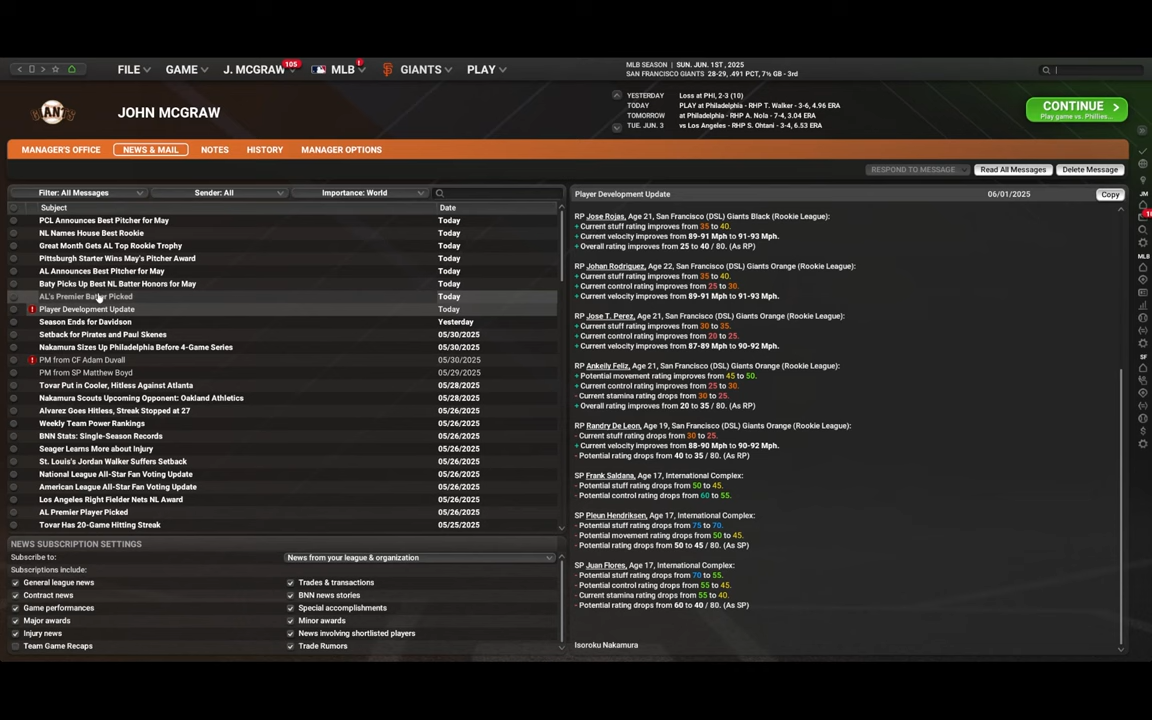 FILE GAME J. MCGRAW 105 MLB ! GIANTS PLAY
MLB SEASON | SUN. JUN. 1ST, 2025
SAN FRANCISCO GIANTS 28-29, .491 PCT, 7½ GB - 3rd
JOHN MCGRAW
YESTERDAY Loss at PHI, 2-3 (10)
TODAY PLAY at Philadelphia - RHP T. Walker - 3-6, 4.96 ERA
TOMORROW at Philadelphia - RHP A. Nola - 7-4, 3.04 ERA
TUE. JUN. 3 vs Los Angeles - RHP S. Ohtani - 3-4, 6.53 ERA
CONTINUE >
Play game vs. Phillies...
MANAGER'S OFFICE NEWS & MAIL NOTES HISTORY MANAGER OPTIONS
RESPOND TO MESSAGE Read All Messages Delete Message
Filter: All Messages Sender: All Importance: World
Subject Date
PCL Announces Best Pitcher for May Today
NL Names House Best Rookie Today
Great Month Gets AL Top Rookie Trophy Today
Pittsburgh Starter Wins May's Pitcher Award Today
AL Announces Best Pitcher for May Today
Baty Picks Up Best NL Batter Honors for May Today
AL's Premier Batter Picked Today
! Player Development Update Today
Season Ends for Davidson Yesterday
Setback for Pirates and Paul Skenes 05/30/2025
Nakamura Sizes Up Philadelphia Before 4-Game Series 05/30/2025
! PM from CF Adam Duvall 05/30/2025
PM from SP Matthew Boyd 05/29/2025
Tovar Put in Cooler, Hitless Against Atlanta 05/28/2025
Nakamura Scouts Upcoming Opponent: Oakland Athletics 05/28/2025
Alvarez Goes Hitless, Streak Stopped at 27 05/26/2025
Weekly Team Power Rankings 05/26/2025
BNN Stats: Single-Season Records 05/26/2025
Seager Learns More about Injury 05/26/2025
St. Louis's Jordan Walker Suffers Setback 05/26/2025
National League All-Star Fan Voting Update 05/26/2025
American League All-Star Fan Voting Update 05/26/2025
Los Angeles Right Fielder Nets NL Award 05/26/2025
AL Premier Player Picked 05/26/2025
Tovar Has 20-Game Hitting Streak 05/25/2025
NEWS SUBSCRIPTION SETTINGS
Subscribe to: News from your league & organization
Subscriptions include:
General league news Trades & transactions
Contract news BNN news stories
Game performances Special accomplishments
Major awards Minor awards
Injury news News involving shortlisted players
Team Game Recaps Trade Rumors
Player Development Update 06/01/2025 Copy
RP Jose Rojas, Age 21, San Francisco (DSL) Giants Black (Rookie League):
+ Current stuff rating improves from 35 to 40.
+ Current velocity improves from 89-91 Mph to 91-93 Mph.
+ Overall rating improves from 25 to 40 / 80. (As RP)
RP Johan Rodriguez, Age 22, San Francisco (DSL) Giants Orange (Rookie League):
+ Current stuff rating improves from 35 to 40.
+ Current control rating improves from 25 to 30.
+ Current velocity improves from 89-91 Mph to 91-93 Mph.
RP Jose T. Perez, Age 21, San Francisco (DSL) Giants Orange (Rookie League):
+ Current stuff rating improves from 30 to 35.
+ Current control rating improves from 20 to 25.
+ Current velocity improves from 87-89 Mph to 90-92 Mph.
RP Ankeily Feliz, Age 21, San Francisco (DSL) Giants Orange (Rookie League):
+ Potential movement rating improves from 45 to 50.
+ Current control rating improves from 25 to 30.
- Current stamina rating drops from 30 to 25.
+ Overall rating improves from 20 to 35 / 80. (As RP)
RP Randry De Leon, Age 19, San Francisco (DSL) Giants Orange (Rookie League):
- Current stuff rating drops from 30 to 25.
+ Current velocity improves from 88-90 Mph to 90-92 Mph.
- Potential rating drops from 40 to 35 / 80. (As RP)
SP Frank Saldana, Age 17, International Complex:
- Potential stuff rating drops from 50 to 45.
- Potential control rating drops from 60 to 55.
SP Pleun Hendriksen, Age 17, International Complex:
- Potential stuff rating drops from 75 to 70.
- Potential movement rating drops from 50 to 45.
- Potential rating drops from 50 to 45 / 80. (As SP)
SP Juan Flores, Age 17, International Complex:
- Potential stuff rating drops from 70 to 55.
- Potential control rating drops from 55 to 45.
- Current stamina rating drops from 55 to 40.
- Potential rating drops from 60 to 40 / 80. (As SP)
Isoroku Nakamura
JM
MLB
SF